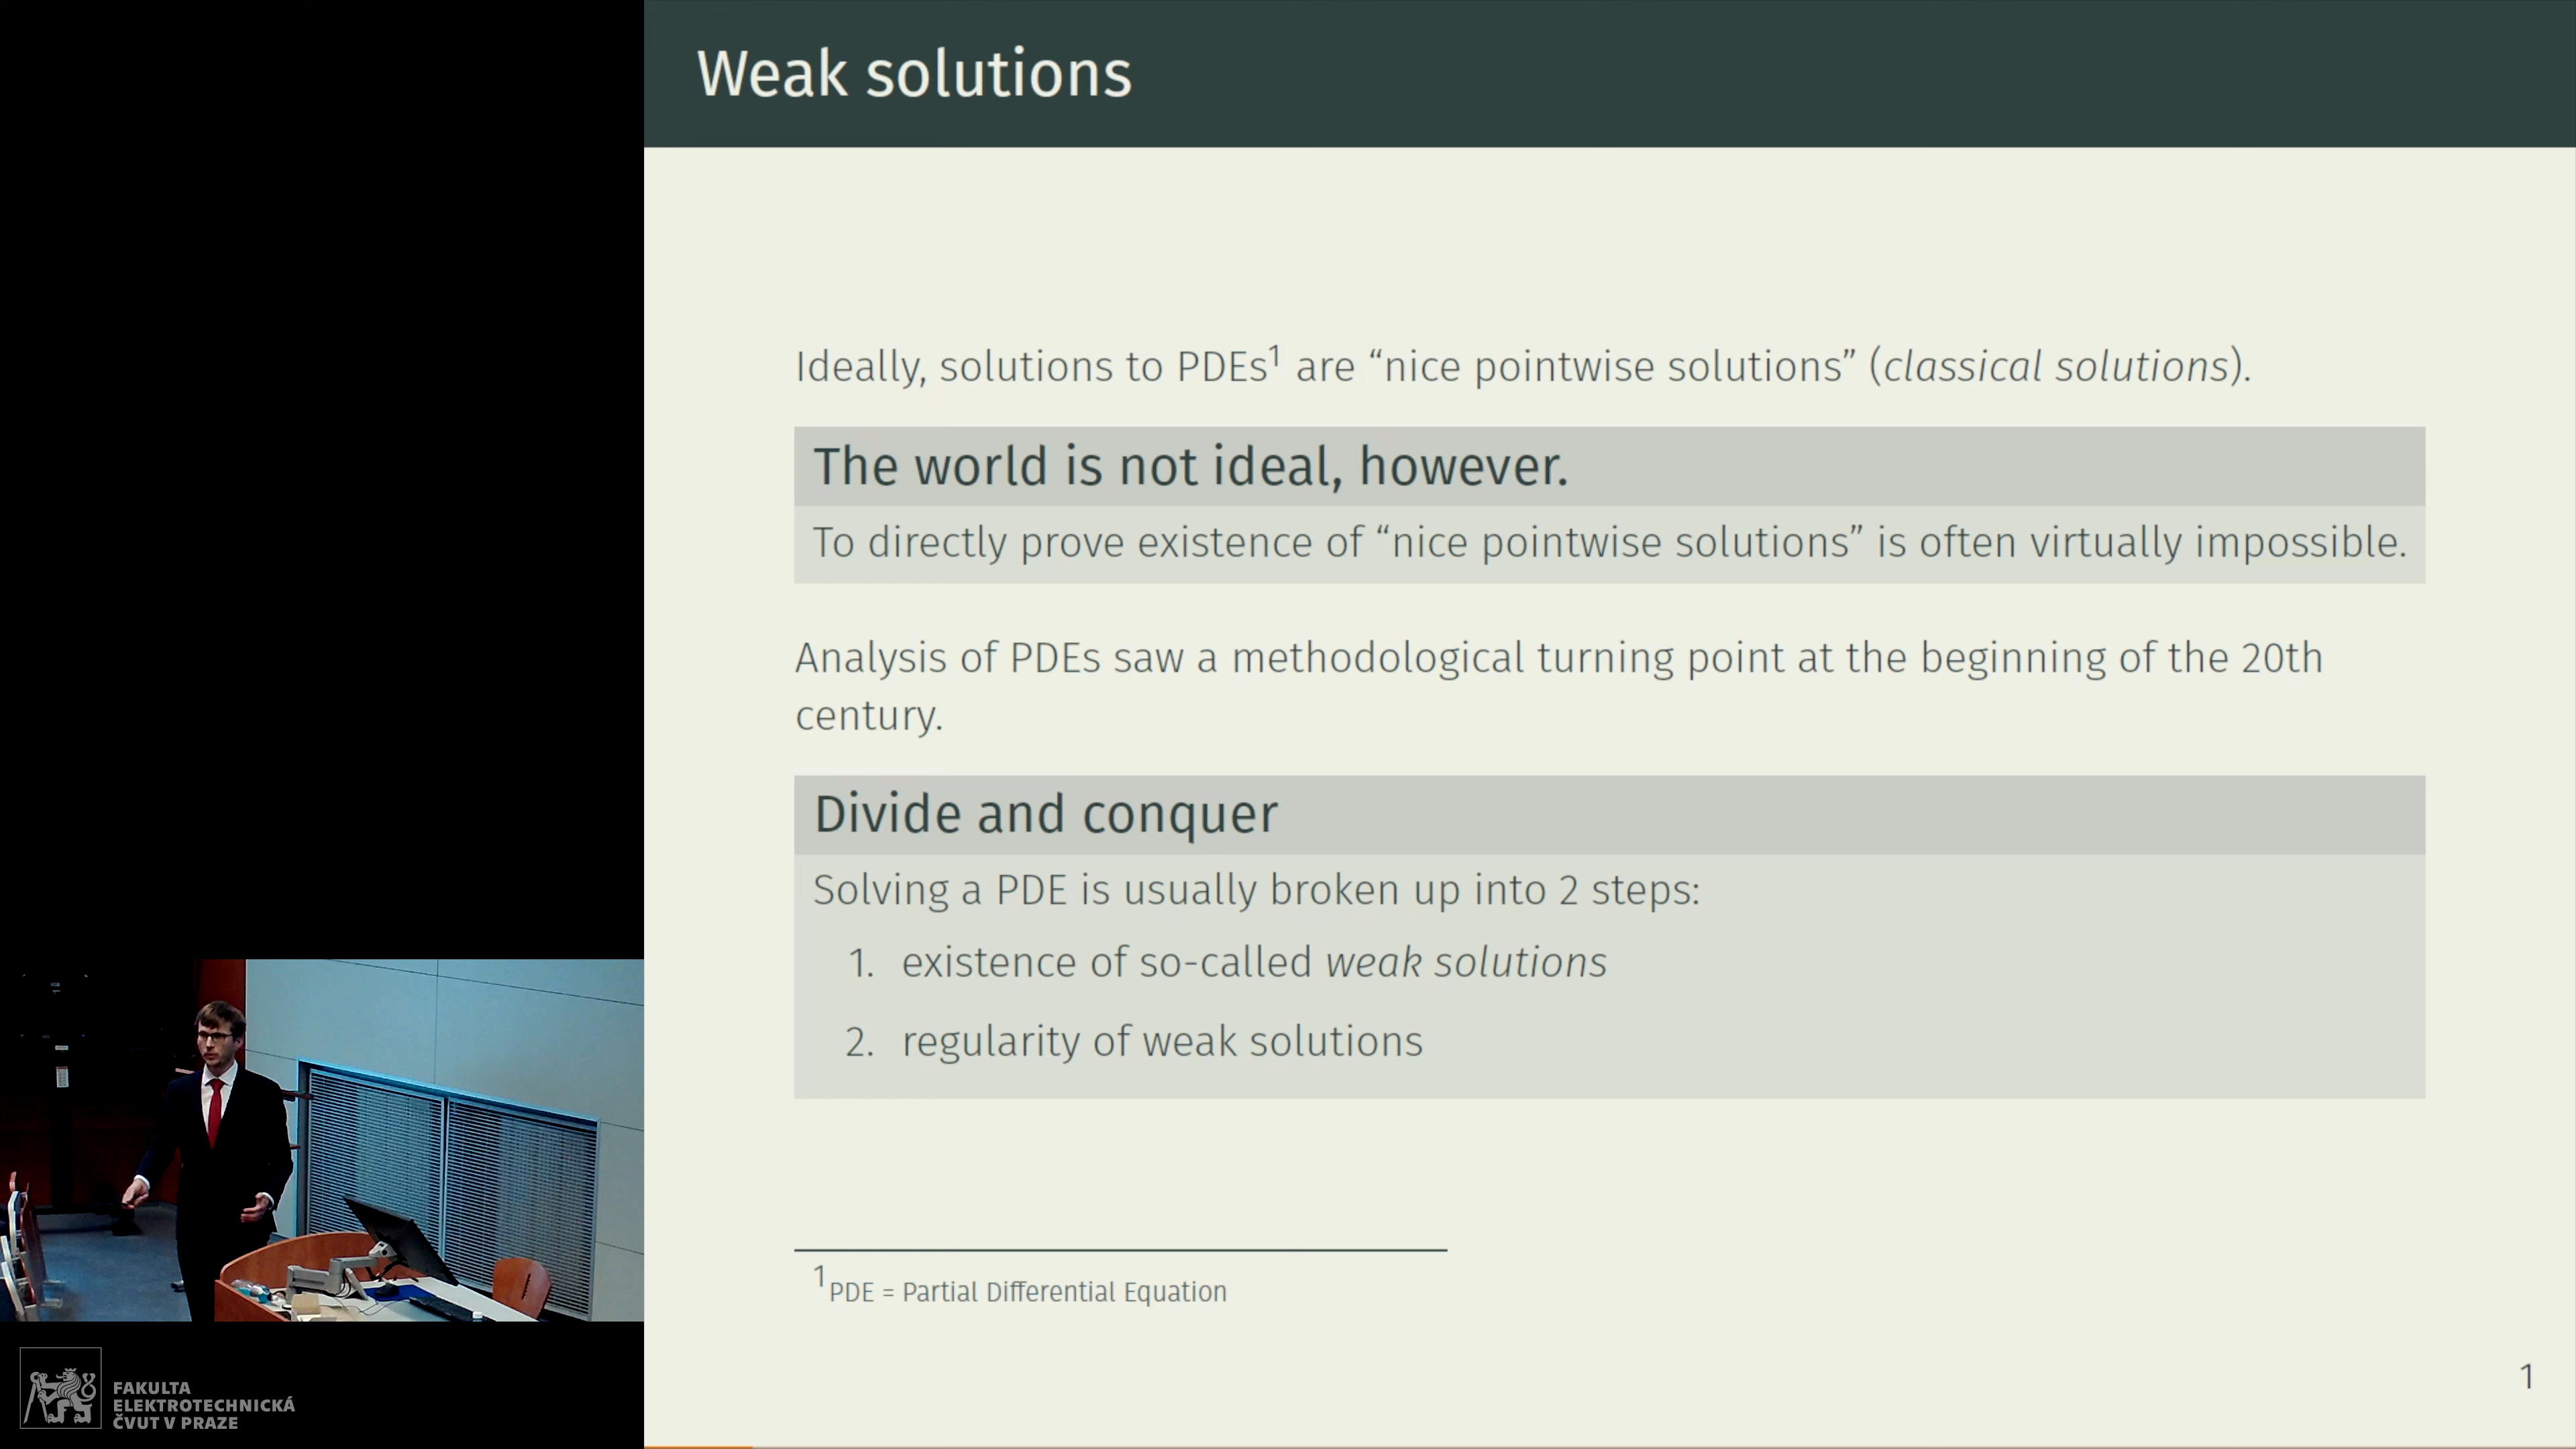 Weak solutions
Ideally, solutions to PDEs¹ are “nice pointwise solutions” (classical solutions).
The world is not ideal, however.
To directly prove existence of “nice pointwise solutions” is often virtually impossible.
Analysis of PDEs saw a methodological turning point at the beginning of the 20th
century.
Divide and conquer
Solving a PDE is usually broken up into 2 steps:
1. existence of so-called weak solutions
2. regularity of weak solutions
¹PDE = Partial Differential Equation
1
FAKULTA
ELEKTROTECHNICKÁ
ČVUT V PRAZE